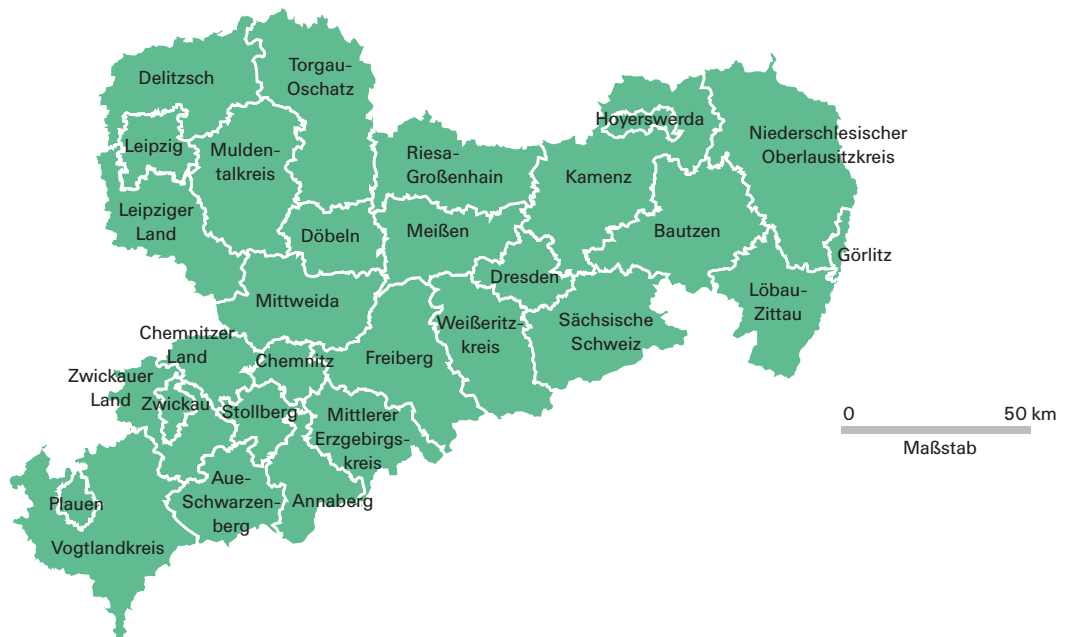 Delitzsch
Torgau-
Oschatz
Leipzig
Mulden-
talkreis
Leipziger
Land
Döbeln
Riesa-
Großenhain
Meißen
Hoyerswerda
Kamenz
Niederschlesischer
Oberlausitzkreis
Bautzen
Görlitz
Löbau-
Zittau
Dresden
Mittweida
Weißeritz-
kreis
Sächsische
Schweiz
Freiberg
Chemnitzer
Land
Chemnitz
Zwickauer
Land
Zwickau
Stollberg
Mittlerer
Erzgebirgs-
kreis
Aue-
Schwarzen-
berg
Annaberg
Plauen
Vogtlandkreis
0 50 km
Maßstab